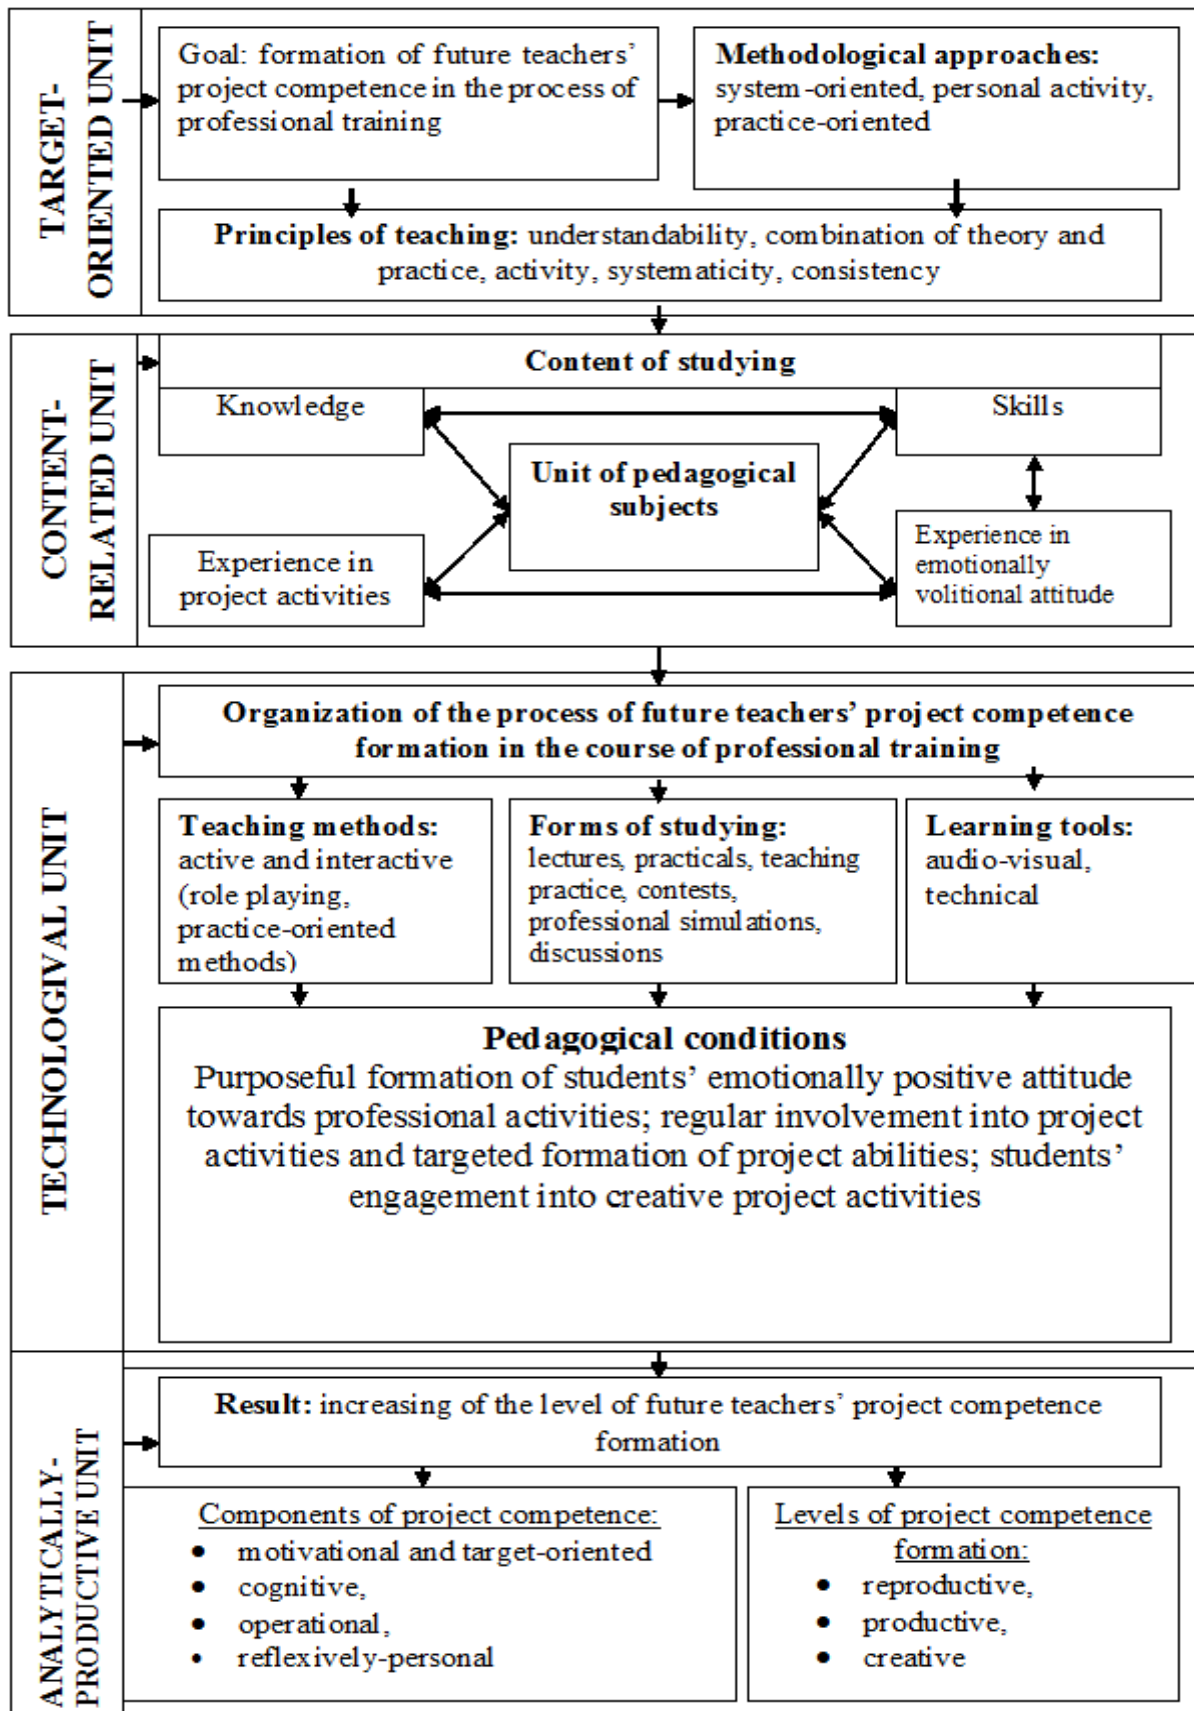 TARGET-
ORIENTED UNIT
Goal: formation of future teachers’
project competence in the process of
professional training
Methodological approaches:
system-oriented, personal activity,
practice-oriented
Principles of teaching: understandability, combination of theory and
practice, activity, systematicity, consistency
CONTENT-
RELATED UNIT
Content of studying
Knowledge
Skills
Unit of pedagogical
subjects
Experience in
project activities
Experience in
emotionally
volitional attitude
TECHNOLOGIVAL UNIT
Organization of the process of future teachers’ project competence
formation in the course of professional training
Teaching methods:
active and interactive
(role playing,
practice-oriented
methods)
Forms of studying:
lectures, practicals, teaching
practice, contests,
professional simulations,
discussions
Learning tools:
audio-visual,
technical
Pedagogical conditions
Purposeful formation of students’ emotionally positive attitude
towards professional activities; regular involvement into project
activities and targeted formation of project abilities; students’
engagement into creative project activities
ANALYTICALLY-
PRODUCTIVE UNIT
Result: increasing of the level of future teachers’ project competence
formation
Components of project competence:
• motivational and target-oriented
• cognitive,
• operational,
• reflexively-personal
Levels of project competence
formation:
• reproductive,
• productive,
• creative